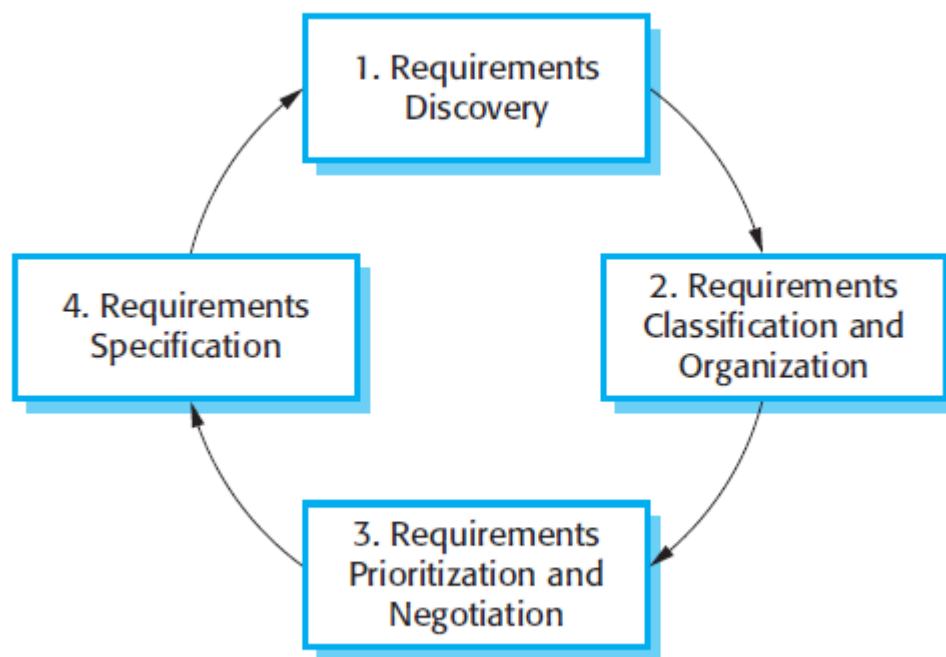 1. Requirements
Discovery
2. Requirements
Classification and
Organization
3. Requirements
Prioritization and
Negotiation
4. Requirements
Specification